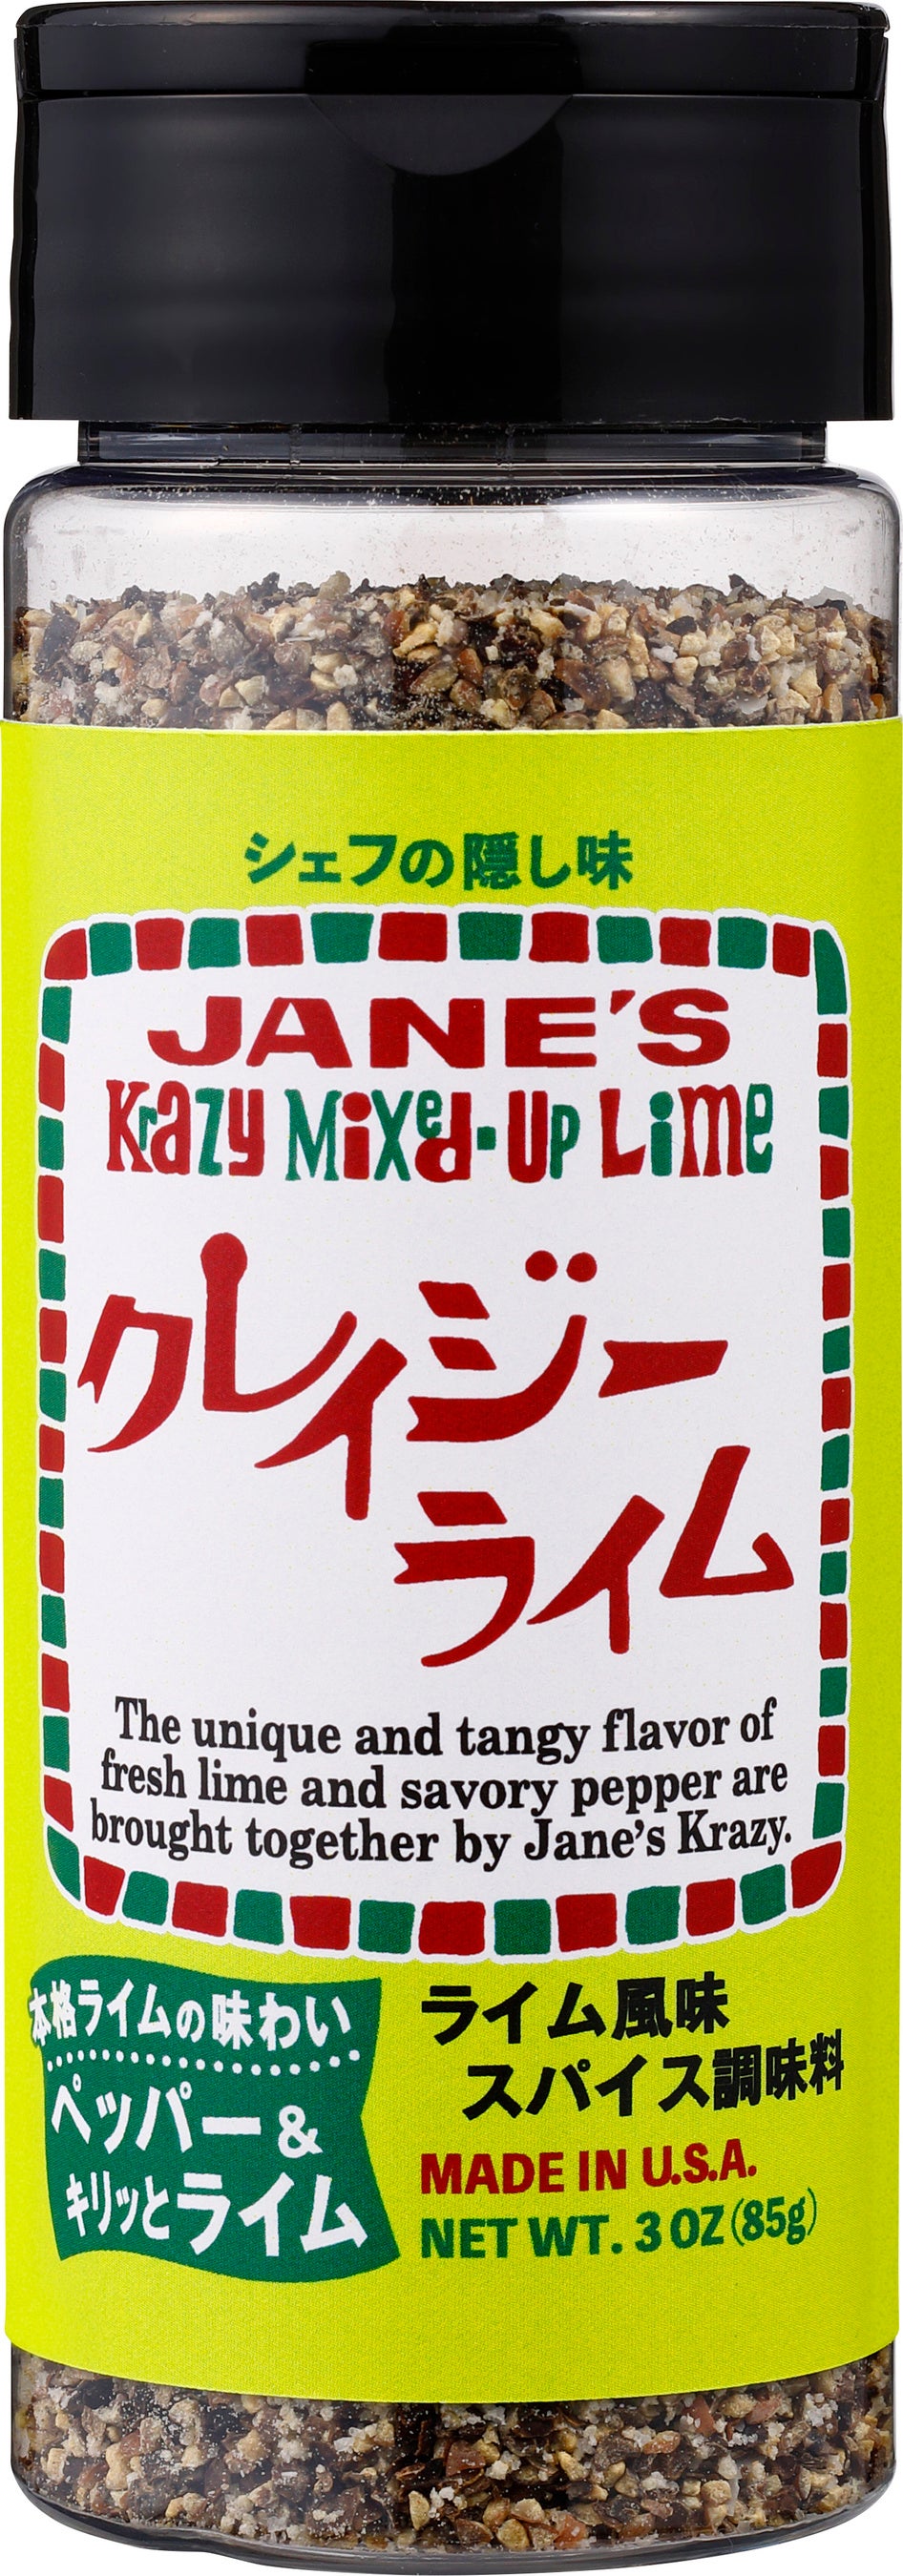 シェフの隠し味
JANE'S
Krazy Mixed-Up Lime
クレイジー
ライム
The unique and tangy flavor of
fresh lime and savory pepper are
brought together by Jane's Krazy.
本格ライムの味わい
ペッパー&
キリッとライム
ライム風味
スパイス調味料
MADE IN U.S.A.
NET WT. 3 OZ (85g)